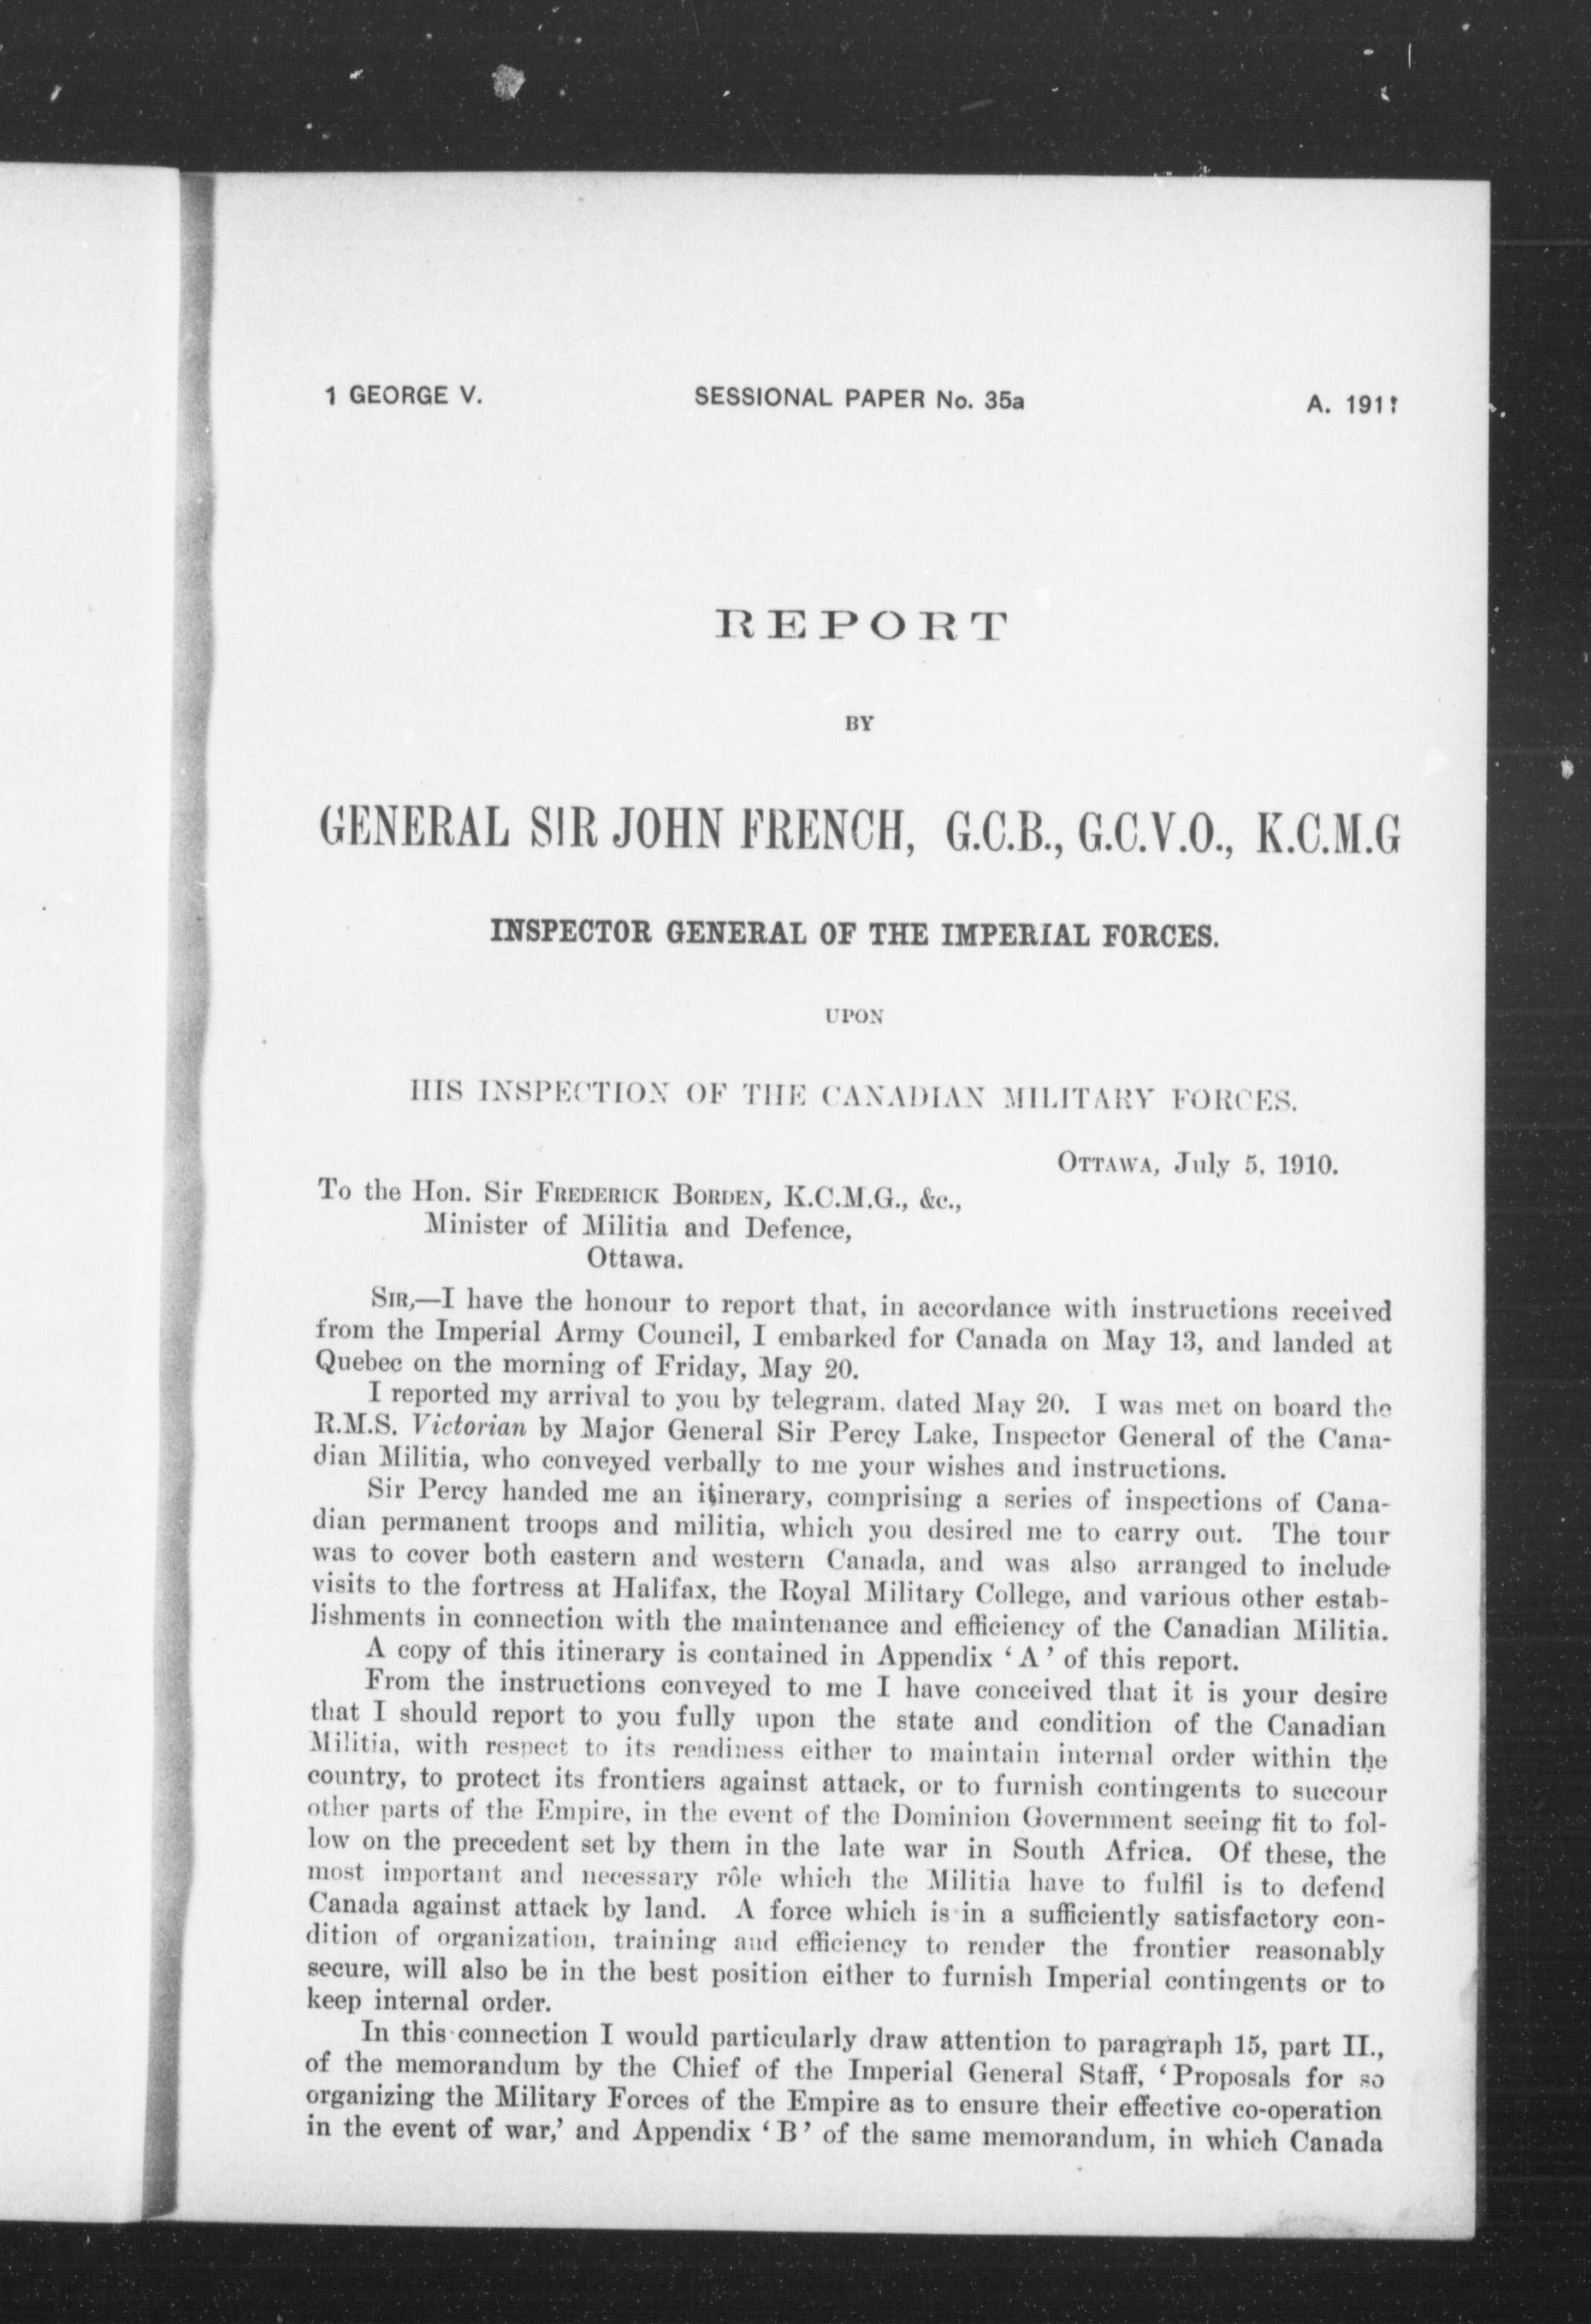 1 GEORGE V.
SESSIONAL PAPER No. 35a
A. 1911
REPORT
BY
GENERAL SIR JOHN FRENCH, G.C.B., G.C.V.O., K.C.M.G
INSPECTOR GENERAL OF THE IMPERIAL FORCES.
UPON
HIS INSPECTION OF THE CANADIAN MILITARY FORCES.
OTTAWA, July 5, 1910.
To the Hon. Sir FREDERICK BORDEN, K.C.M.G., &c.,
Minister of Militia and Defence,
Ottawa.
SIR,—I have the honour to report that, in accordance with instructions received
from the Imperial Army Council, I embarked for Canada on May 13, and landed at
Quebec on the morning of Friday, May 20.
I reported my arrival to you by telegram, dated May 20. I was met on board the
R.M.S. Victorian by Major General Sir Percy Lake, Inspector General of the Cana-
dian Militia, who conveyed verbally to me your wishes and instructions.
Sir Percy handed me an itinerary, comprising a series of inspections of Cana-
dian permanent troops and militia, which you desired me to carry out. The tour
was to cover both eastern and western Canada, and was also arranged to include
visits to the fortress at Halifax, the Royal Military College, and various other estab-
lishments in connection with the maintenance and efficiency of the Canadian Militia.
A copy of this itinerary is contained in Appendix ‘A’ of this report.
From the instructions conveyed to me I have conceived that it is your desire
that I should report to you fully upon the state and condition of the Canadian
Militia, with respect to its readiness either to maintain internal order within the
country, to protect its frontiers against attack, or to furnish contingents to succour
other parts of the Empire, in the event of the Dominion Government seeing fit to fol-
low on the precedent set by them in the late war in South Africa. Of these, the
most important and necessary rôle which the Militia have to fulfil is to defend
Canada against attack by land. A force which is in a sufficiently satisfactory con-
dition of organization, training and efficiency to render the frontier reasonably
secure, will also be in the best position either to furnish Imperial contingents or to
keep internal order.
In this connection I would particularly draw attention to paragraph 15, part II.,
of the memorandum by the Chief of the Imperial General Staff, ‘Proposals for so
organizing the Military Forces of the Empire as to ensure their effective co-operation
in the event of war,’ and Appendix ‘B’ of the same memorandum, in which Canada